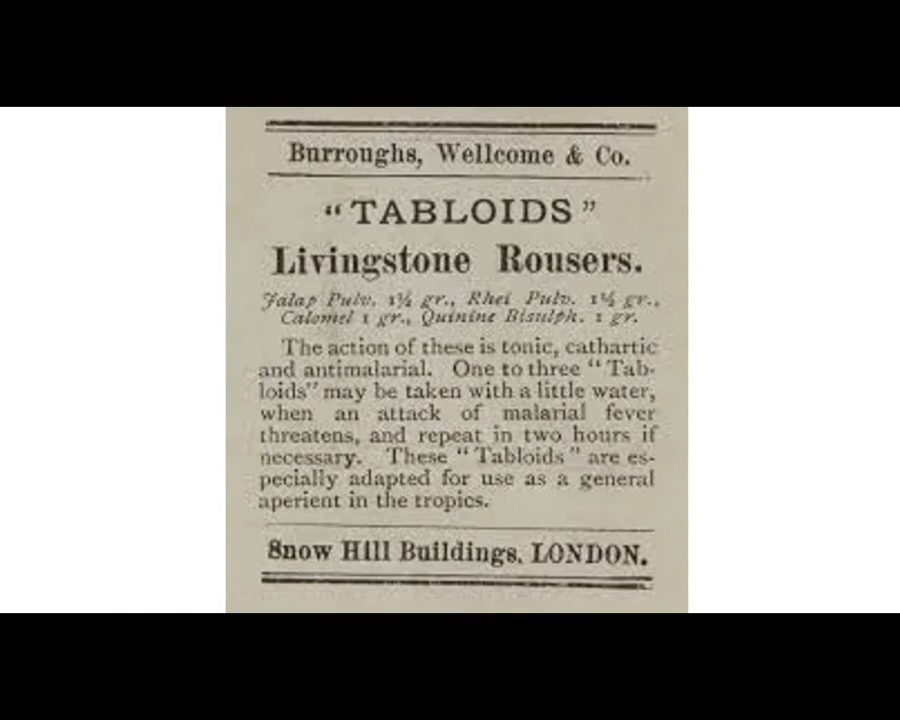 Burroughs, Wellcome & Co.
“TABLOIDS”
Livingstone Rousers.
Jalap Pulv. 1½ gr., Rhei Pulv. 1½ gr.,
Calomel 1 gr., Quinine Bisulph. 1 gr.
The action of these is tonic, cathartic
and antimalarial. One to three “Tab-
loids” may be taken with a little water,
when an attack of malarial fever
threatens, and repeat in two hours if
necessary. These “Tabloids” are es-
pecially adapted for use as a general
aperient in the tropics.
Snow Hill Buildings, LONDON.